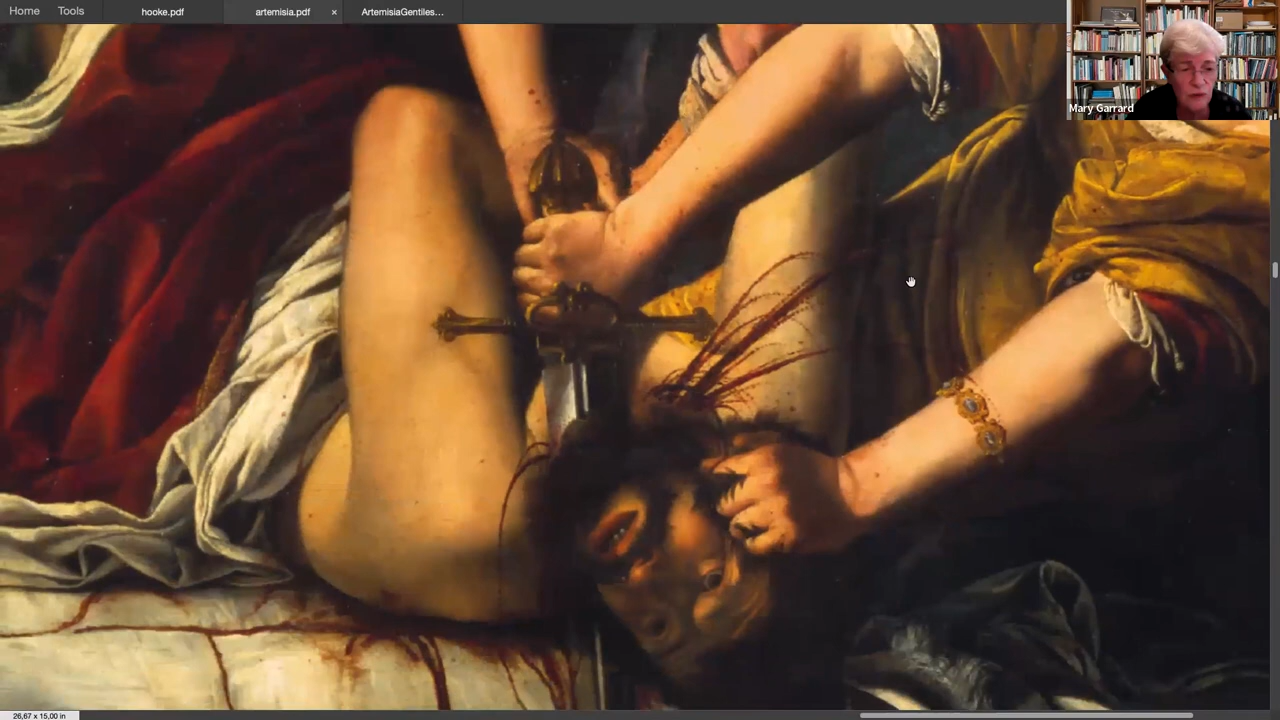 Home Tools hooke.pdf artemisia.pdf × ArtemisiaGentiles...
Mary Garrard
26,67 x 15,00 in